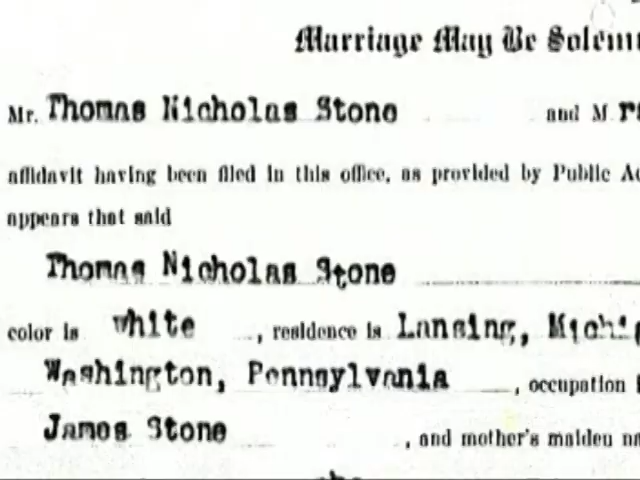 Marriage May Be Solem
Mr. Thomas Nicholas Stone and M
affidavit having been filed in this office, as provided by Public
appears that said
Thomas Nicholas Stone
color is White, residence is Lansing,
Washington, Pennsylvania, occupation
James Stone, and mother's maiden